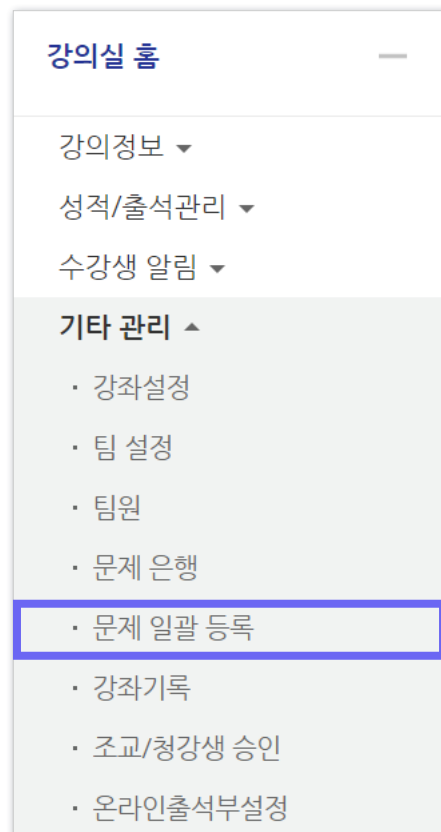 강의실 홈
강의정보
성적/출석관리
수강생 알림
기타 관리
· 강좌설정
· 팀 설정
· 팀원
· 문제 은행
· 문제 일괄 등록
· 강좌기록
· 조교/청강생 승인
· 온라인출석부설정